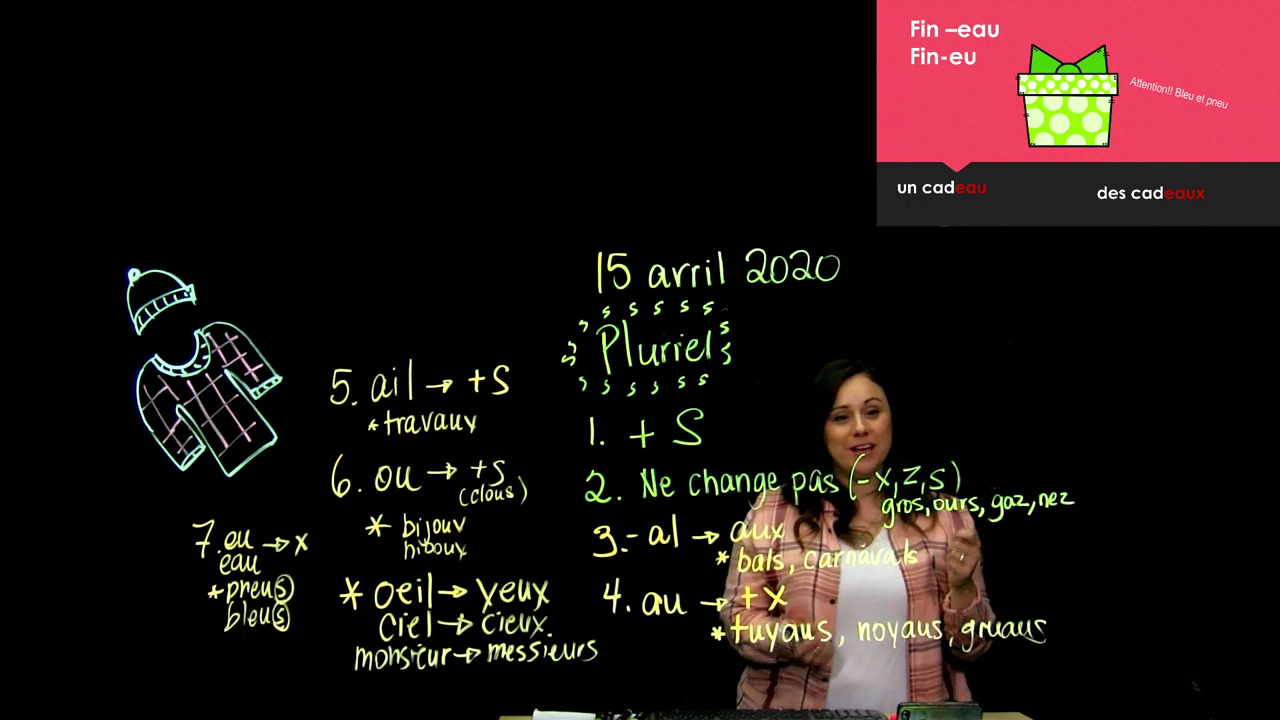 Fin –eau
Fin-eu
Attention!! Bleu et pneu
un cadeau
des cadeaux
15 avril 2020
s s s s s
s s
s Pluriel s
s s
s s s s s s
1. + S
2. Ne change pas (-x, z, s)
gros, ours, gaz, nez
3. - al → aux
* bals, carnavals
4. au → + x
* tuyaus, noyaus, gruaus
5. ail → + s
* travaux
6. ou → + s
(clous)
* bijoux
hiboux
* oeil → yeux
ciel → cieux.
monsieur → messieurs
7. eu → x
eau
* pneus
bleus